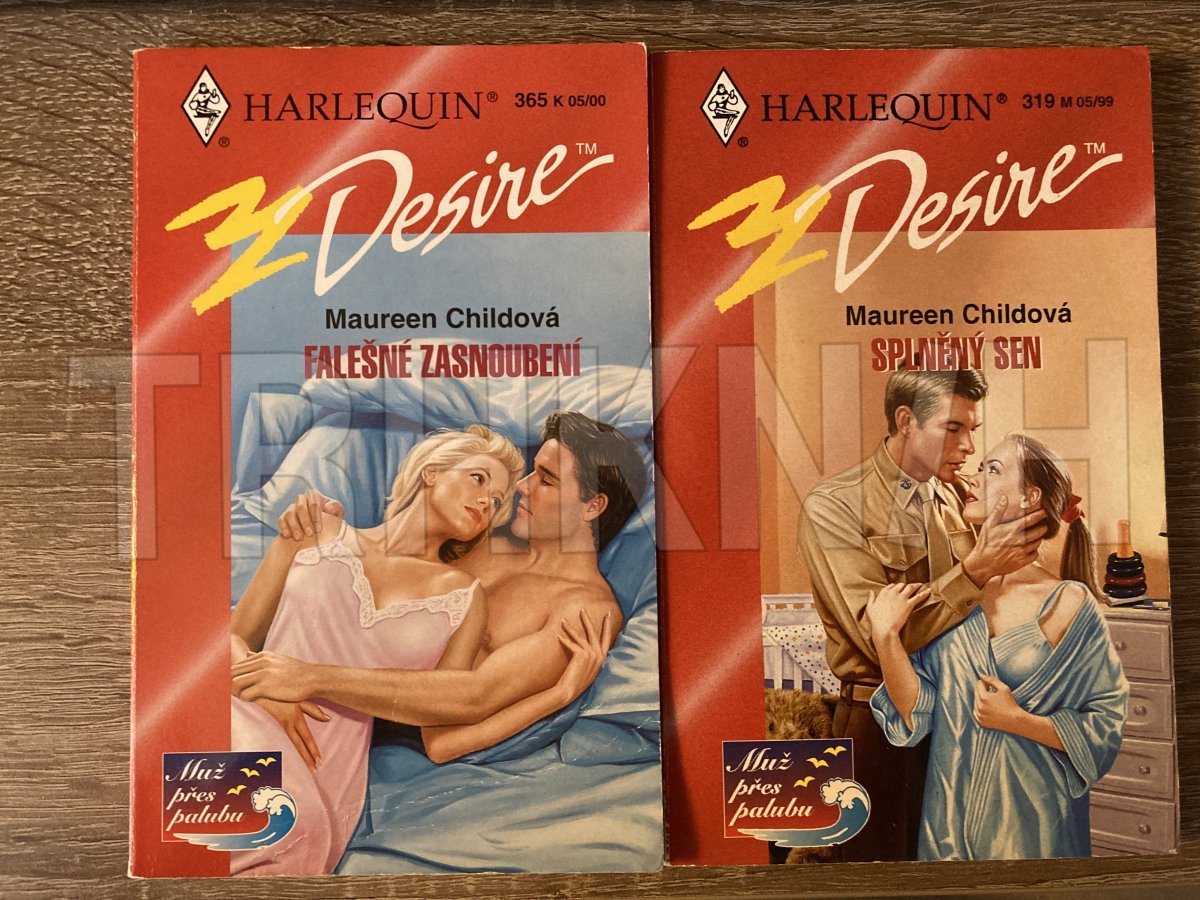 HARLEQUIN® 365 K 05/00
Desire™
Maureen Childová
FALEŠNÉ ZASNOUBENÍ
Muž
přes
palubu
HARLEQUIN® 319 M 05/99
Desire™
Maureen Childová
SPLNĚNÝ SEN
Muž
přes
palubu
TRHKNIH